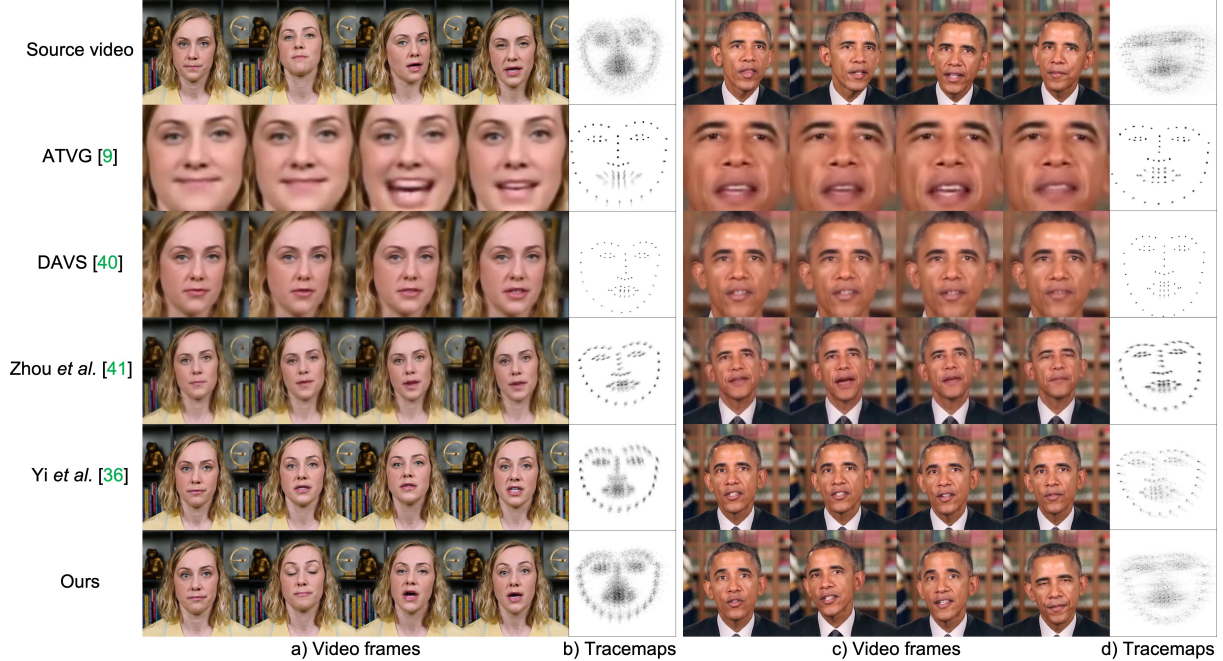 Source video
ATVG [9]
DAVS [40]
Zhou et al. [41]
Yi et al. [36]
Ours
a) Video frames
b) Tracemaps
c) Video frames
d) Tracemaps